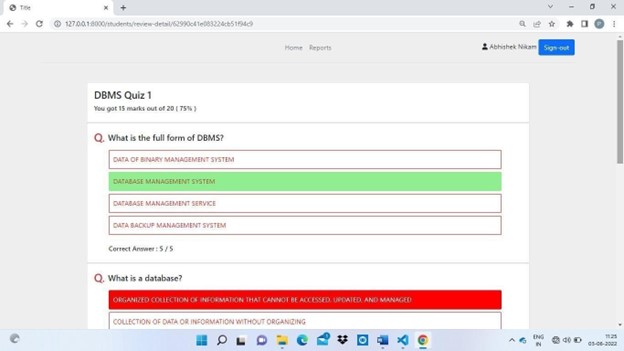 Title
127.0.0.1:8000/students/review-detail/62990c41e083224cb51f94c9
Home Reports
Abhishek Nikam Sign-out
DBMS Quiz 1
You got 15 marks out of 20 ( 75% )
Q. What is the full form of DBMS?
DATA OF BINARY MANAGEMENT SYSTEM
DATABASE MANAGEMENT SYSTEM
DATABASE MANAGEMENT SERVICE
DATA BACKUP MANAGEMENT SYSTEM
Correct Answer : 5 / 5
Q. What is a database?
ORGANIZED COLLECTION OF INFORMATION THAT CANNOT BE ACCESSED, UPDATED, AND MANAGED
COLLECTION OF DATA OR INFORMATION WITHOUT ORGANIZING
ENG
IN
11:25
03-06-2022